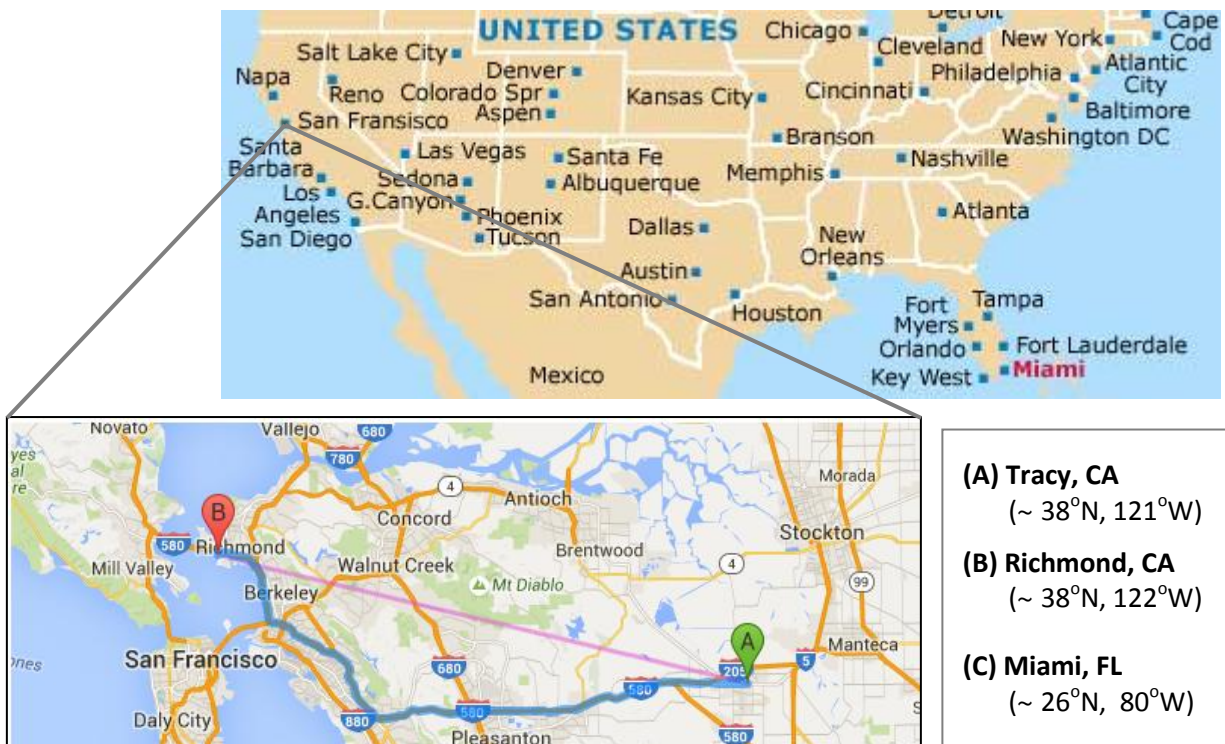 Detroit
Cape
Cod
UNITED STATES
Chicago
New York
Salt Lake City
Cleveland
Napa
Denver
Philadelphia
Atlantic
City
Reno
Colorado Spr
Kansas City
Cincinnati
Baltimore
San Fransisco
Aspen
Branson
Washington DC
Santa
Barbara
Las Vegas
Santa Fe
Nashville
Sedona
Albuquerque
Memphis
Los
Angeles
G.Canyon
Phoenix
Atlanta
San Diego
Tucson
Dallas
New
Orleans
Austin
San Antonio
Houston
Fort
Myers
Tampa
Orlando
Fort Lauderdale
Mexico
Key West
Miami
Novato
Vallejo
680
780
yes
al
re
Morada
4
Antioch
B
Concord
Stockton
580
Richmond
Brentwood
4
Mill Valley
Walnut Creek
99
Berkeley
Mt Diablo
A
Manteca
ones
San Francisco
680
205
5
580
Daly City
880
580
580
S
Pleasanton
(A) Tracy, CA
(~ 38°N, 121°W)
(B) Richmond, CA
(~ 38°N, 122°W)
(C) Miami, FL
(~ 26°N, 80°W)